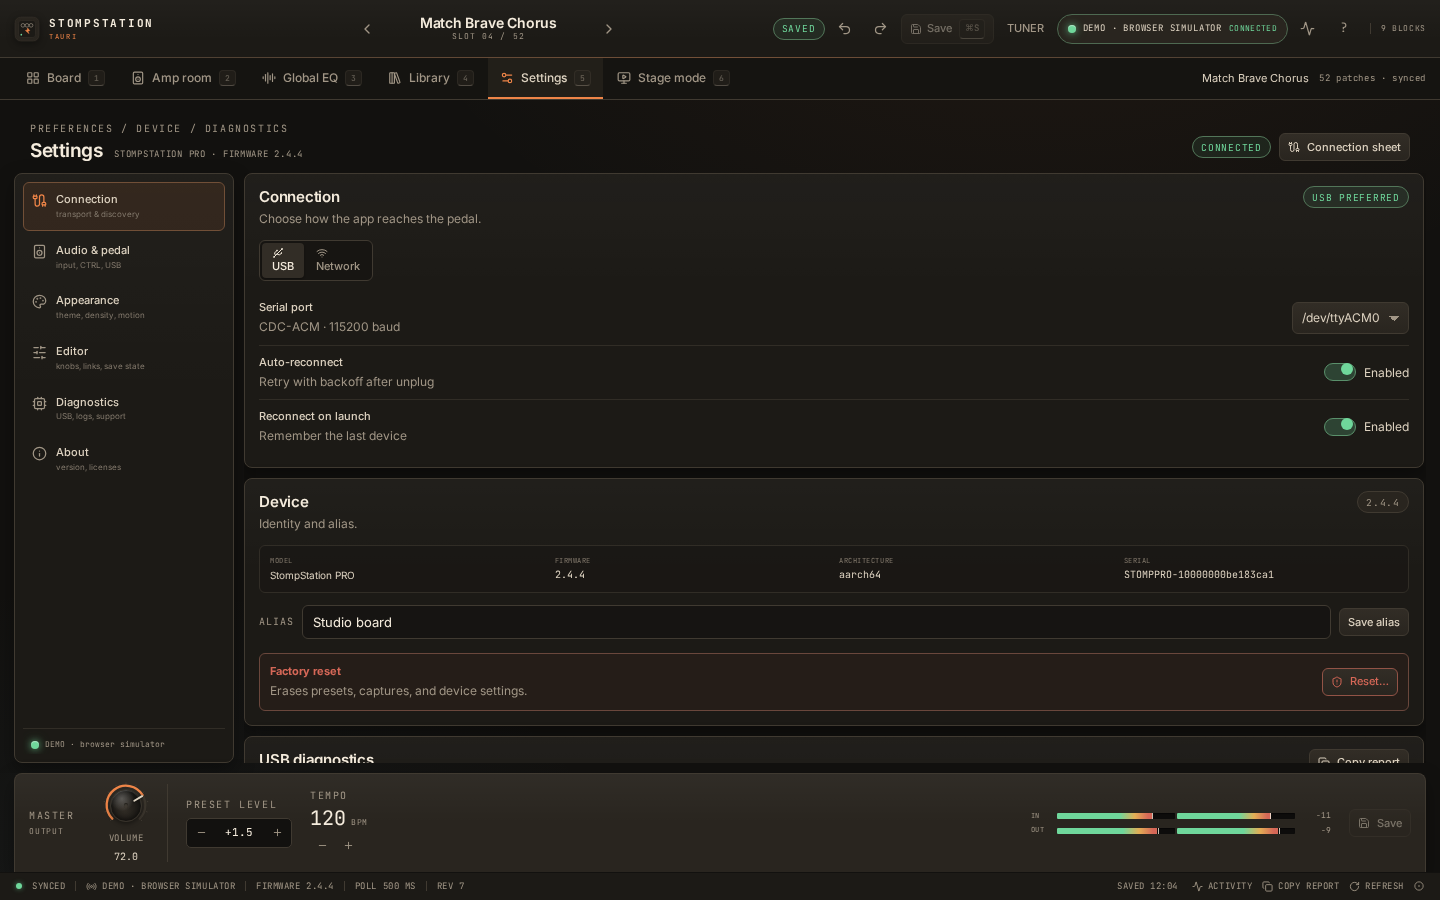 STOMPSTATION
TAURI
Match Brave Chorus
SLOT 04 / 52
SAVED
Save ⌘S
TUNER
DEMO · BROWSER SIMULATOR CONNECTED
?
9 BLOCKS
Board 1
Amp room 2
Global EQ 3
Library 4
Settings 5
Stage mode 6
Match Brave Chorus 52 patches · synced
PREFERENCES / DEVICE / DIAGNOSTICS
Settings STOMPSTATION PRO · FIRMWARE 2.4.4
CONNECTED
Connection sheet
Connection
transport & discovery
Audio & pedal
input, CTRL, USB
Appearance
theme, density, motion
Editor
knobs, links, save state
Diagnostics
USB, logs, support
About
version, licenses
DEMO · browser simulator
Connection
USB PREFERRED
Choose how the app reaches the pedal.
USB
Network
Serial port
CDC-ACM · 115200 baud
/dev/ttyACM0
Auto-reconnect
Retry with backoff after unplug
Enabled
Reconnect on launch
Remember the last device
Enabled
Device
2.4.4
Identity and alias.
MODEL
StompStation PRO
FIRMWARE
2.4.4
ARCHITECTURE
aarch64
SERIAL
STOMPPRO-10000000be183ca1
ALIAS
Studio board
Save alias
Factory reset
Erases presets, captures, and device settings.
Reset…
USB diagnostics
Copy report
MASTER
OUTPUT
VOLUME
72.0
PRESET LEVEL
− +1.5 +
TEMPO
120 BPM
− +
IN -11
OUT -9
Save
SYNCED
DEMO · BROWSER SIMULATOR
FIRMWARE 2.4.4
POLL 500 MS
REV 7
SAVED 12:04
ACTIVITY
COPY REPORT
REFRESH